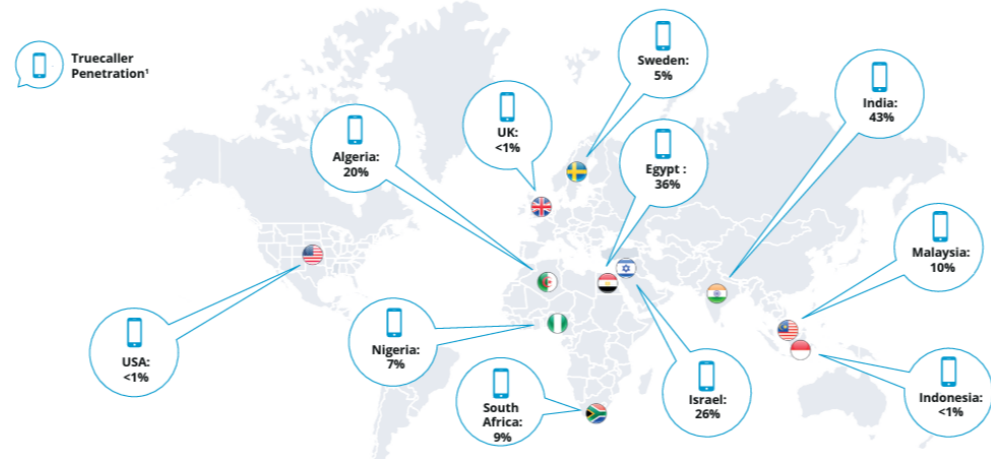 Truecaller
Penetration¹
Sweden:
5%
India:
43%
UK:
<1%
Algeria:
20%
Egypt :
36%
Malaysia:
10%
USA:
<1%
Nigeria:
7%
South
Africa:
9%
Israel:
26%
Indonesia:
<1%